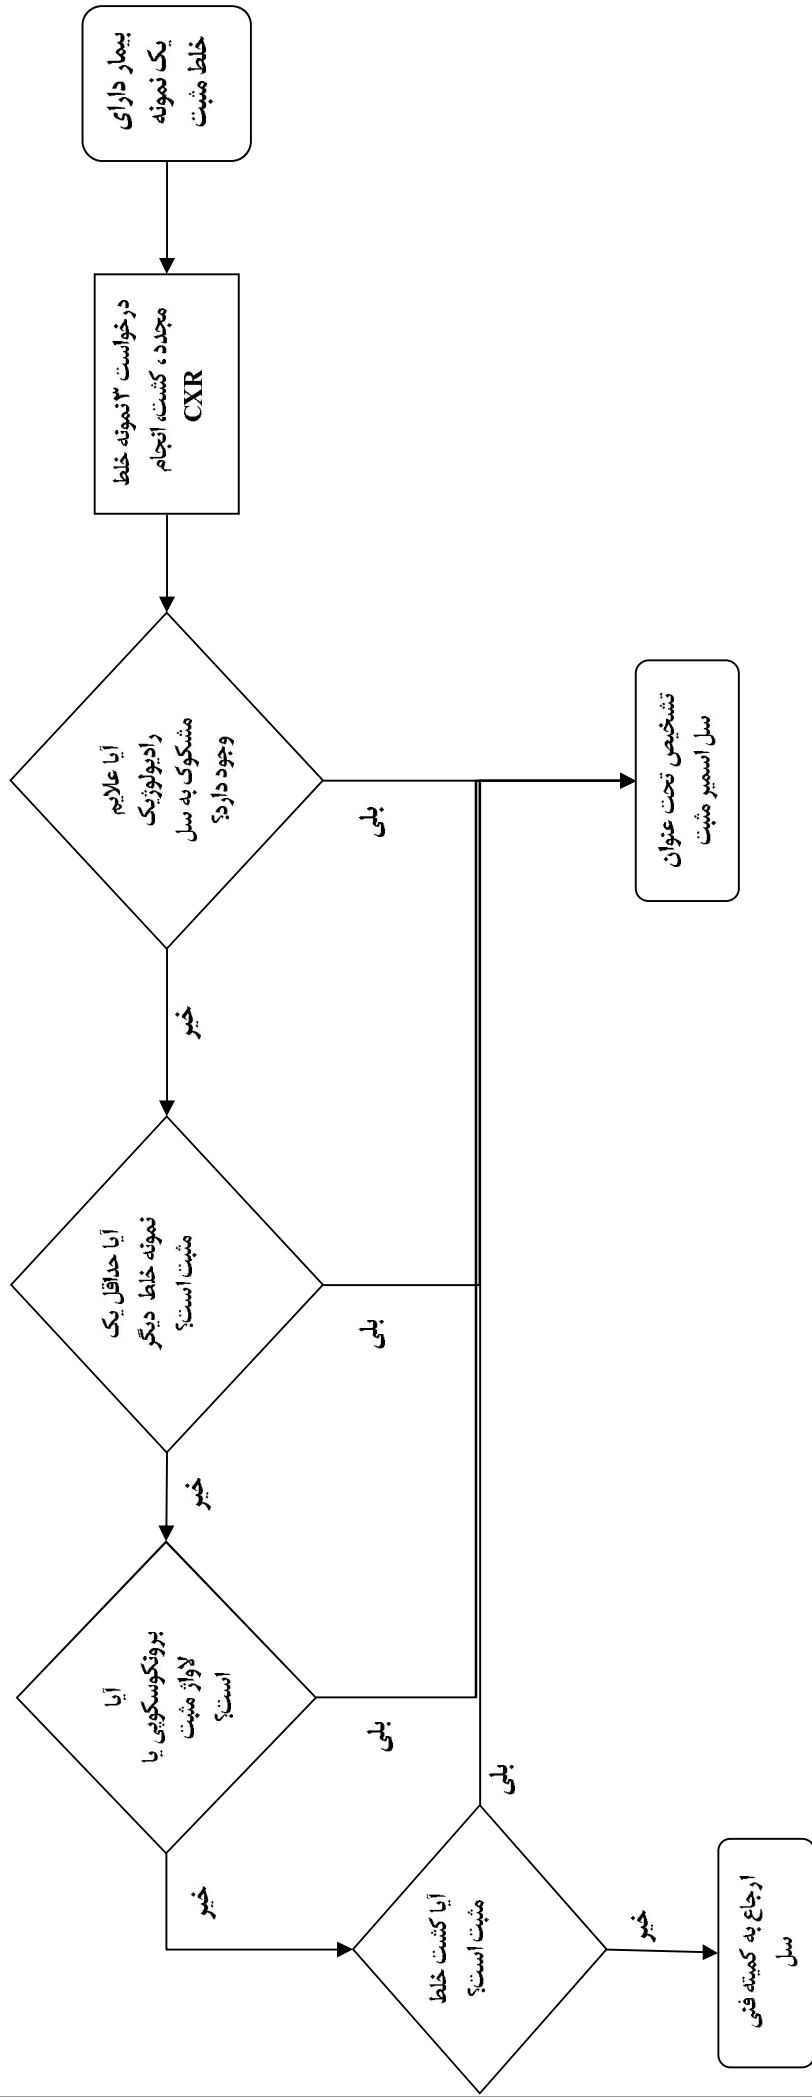 بیمار دارای
یک نمونه
خلط مثبت
درخواست ۳ نمونه خلط
مجدد ، کشت، انجام
CXR
آیا علایم
رادیولوژیک
مشکوک به سل
وجود دارد؟
بلی
خیر
تشخیص تحت عنوان
سل اسمیر مثبت
آیا حداقل یک
نمونه خلط دیگر
مثبت است؟
بلی
خیر
آیا
برونکوسکوپی یا
لاواژ مثبت
است؟
بلی
خیر
آیا کشت خلط
مثبت است؟
بلی
خیر
ارجاع به کمیته فنی
سل